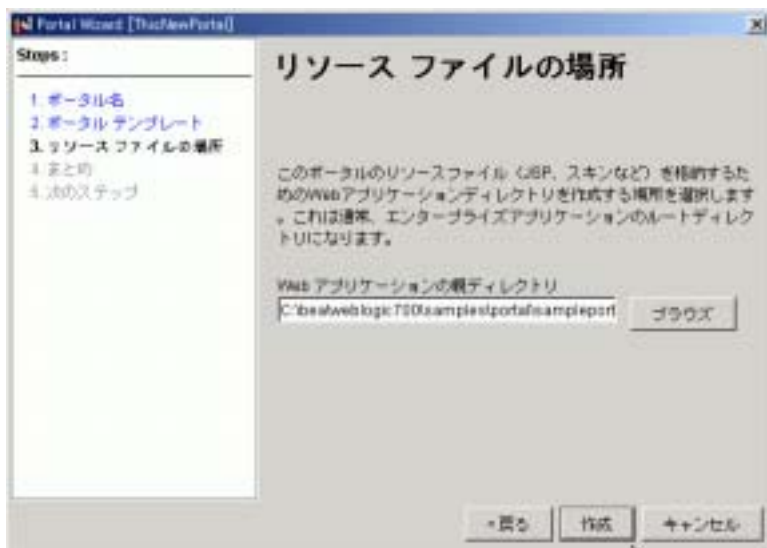 Portal Wizard [ThisNewPortal]
Steps :
1. ポータル名
2. ポータル テンプレート
3. リソース ファイルの場所
4. まとめ
5. 次のステップ
リソース ファイルの場所
このポータルのリソースファイル (JSP、スキンなど) を格納するた
めのWebアプリケーションディレクトリを作成する場所を選択します
。これは通常、エンタープライズアプリケーションのルートディレク
トリになります。
Web アプリケーションの親ディレクトリ
C:\bea\weblogic700\samples\portal\sampleport
ブラウズ
<戻る
作成
キャンセル